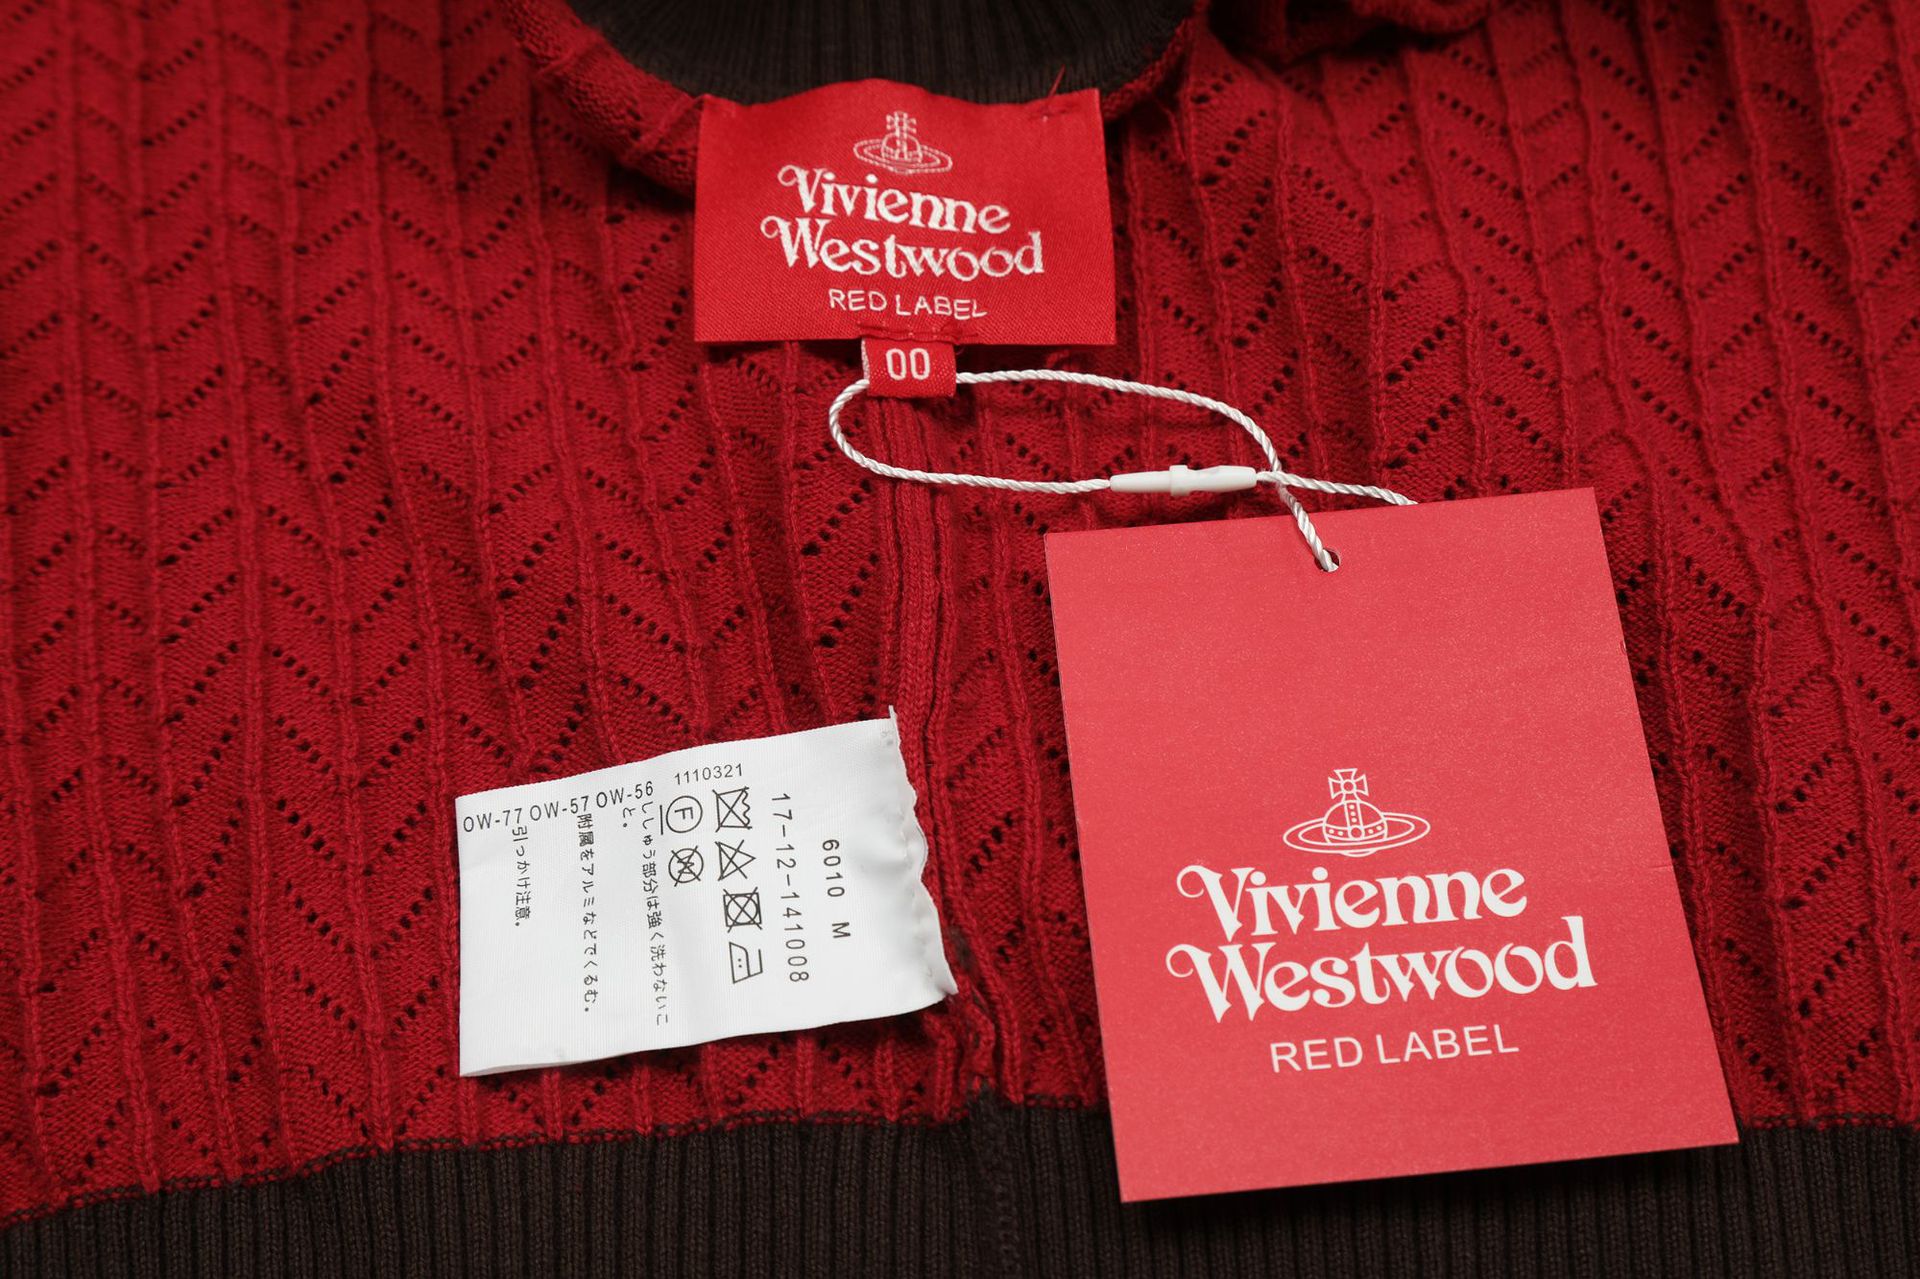 Vivienne
Westwood
RED LABEL
00
6010 M
17-12-141008
1110321
F
W
OW-56
ししゅう部分は強く洗わないこ
と。
OW-57
附属をアルミなどでくるむ。
OW-77
引っかけ注意。
Vivienne
Westwood
RED LABEL